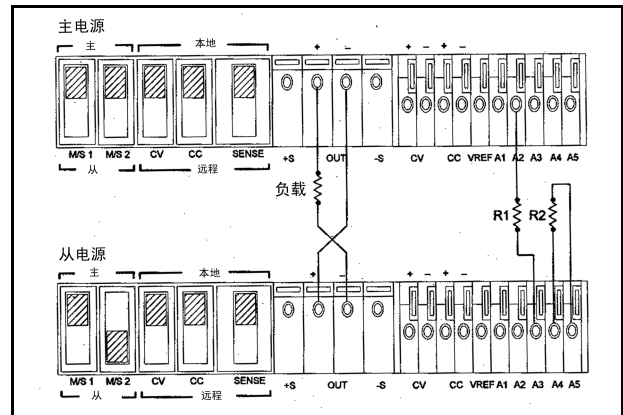 主电源
主 本地
+ − + − + −
M/S 1 M/S 2 CV CC SENSE +S OUT -S CV CC VREF A1 A2 A3 A4 A5
从 远程
负载
R1 R2
从电源
主 本地
+ − + − + −
M/S 1 M/S 2 CV CC SENSE +S OUT -S CV CC VREF A1 A2 A3 A4 A5
从 远程